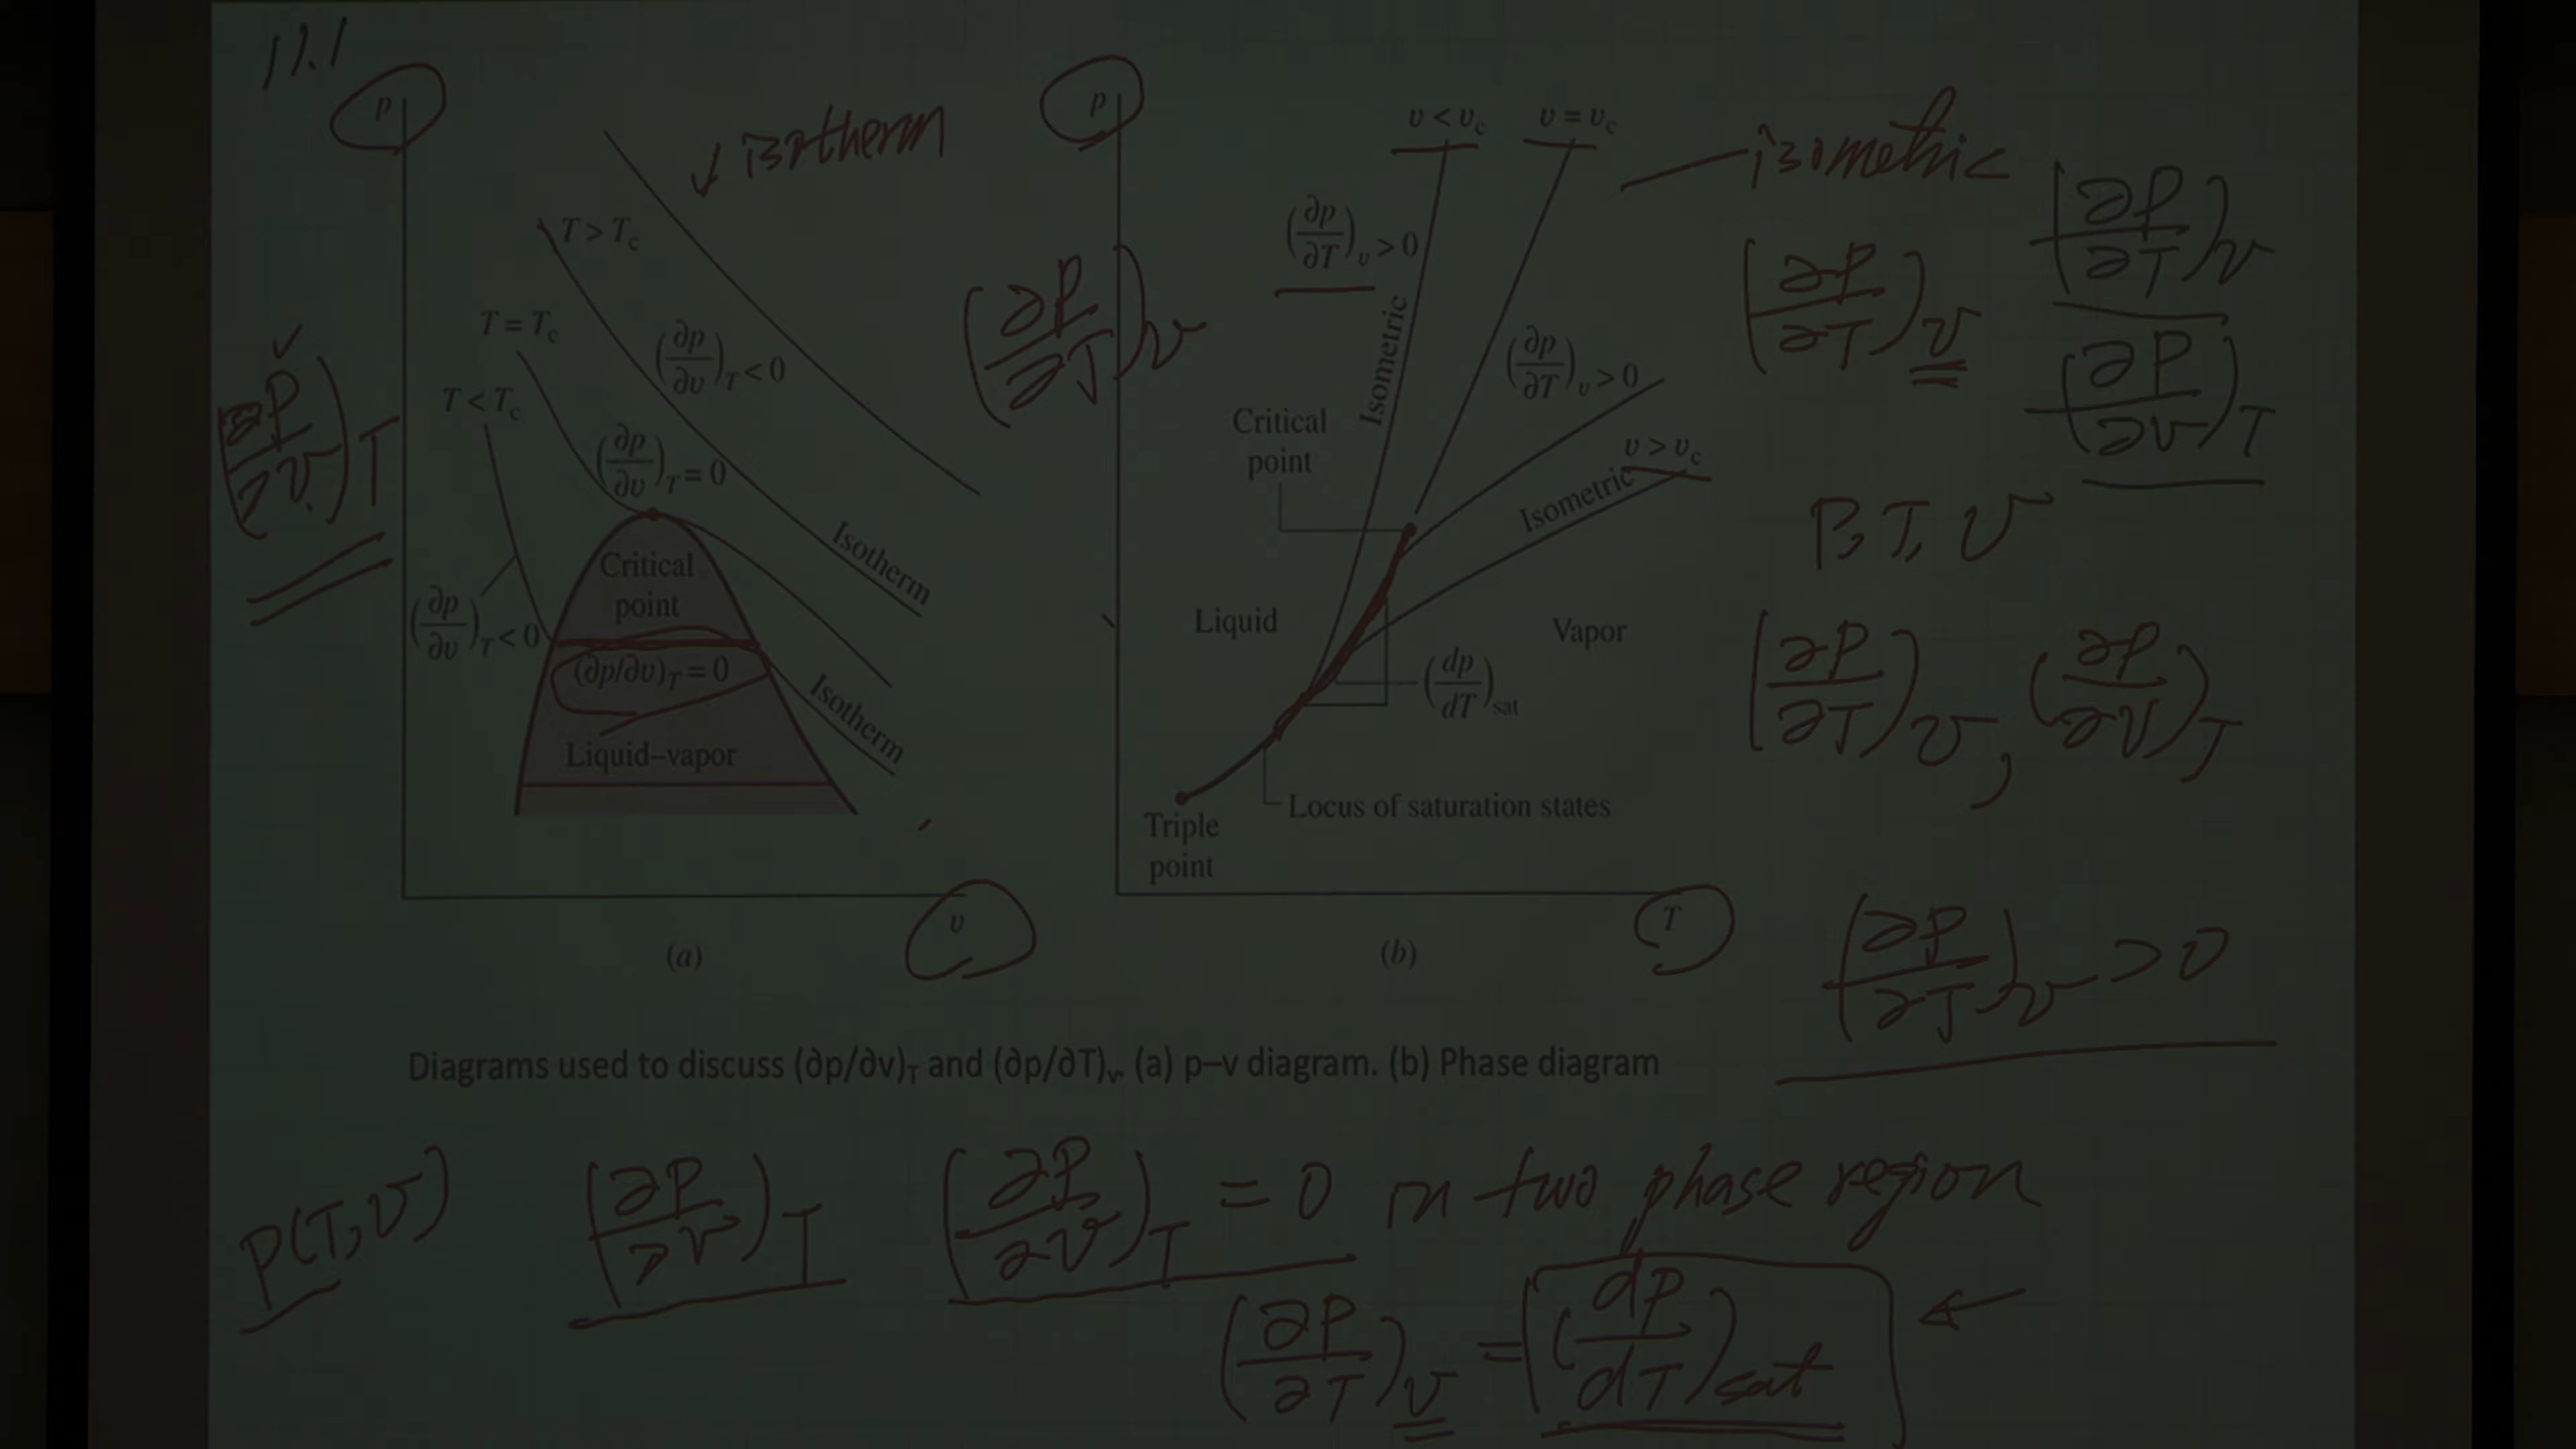 11.1
p
↓ isotherm
T > Tc
T = Tc
T < Tc
(∂p/∂v)T < 0
(∂p/∂v)T = 0
(∂p/∂v)T < 0
(∂P/∂v)T
Critical
point
(∂p/∂v)T = 0
Liquid–vapor
Isotherm
Isotherm
v
(a)
p
v < vc
v = vc
isometric
(∂p/∂T)v > 0
(∂P/∂T)v
Isometric
(∂p/∂T)v > 0
Critical
point
v > vc
Isometric
Liquid
Vapor
(dp/dT)sat
Locus of saturation states
Triple
point
T
(b)
(∂P/∂T)v
(∂P/∂T)v
(∂P/∂v)T
P, T, v
(∂P/∂T)v, (∂P/∂v)T
(∂P/∂T)v > 0
Diagrams used to discuss (∂p/∂v)T and (∂p/∂T)v. (a) p–v diagram. (b) Phase diagram
P(T, v) (∂P/∂v)T (∂P/∂v)T = 0 in two phase region
(∂P/∂T)v = (dP/dT)sat